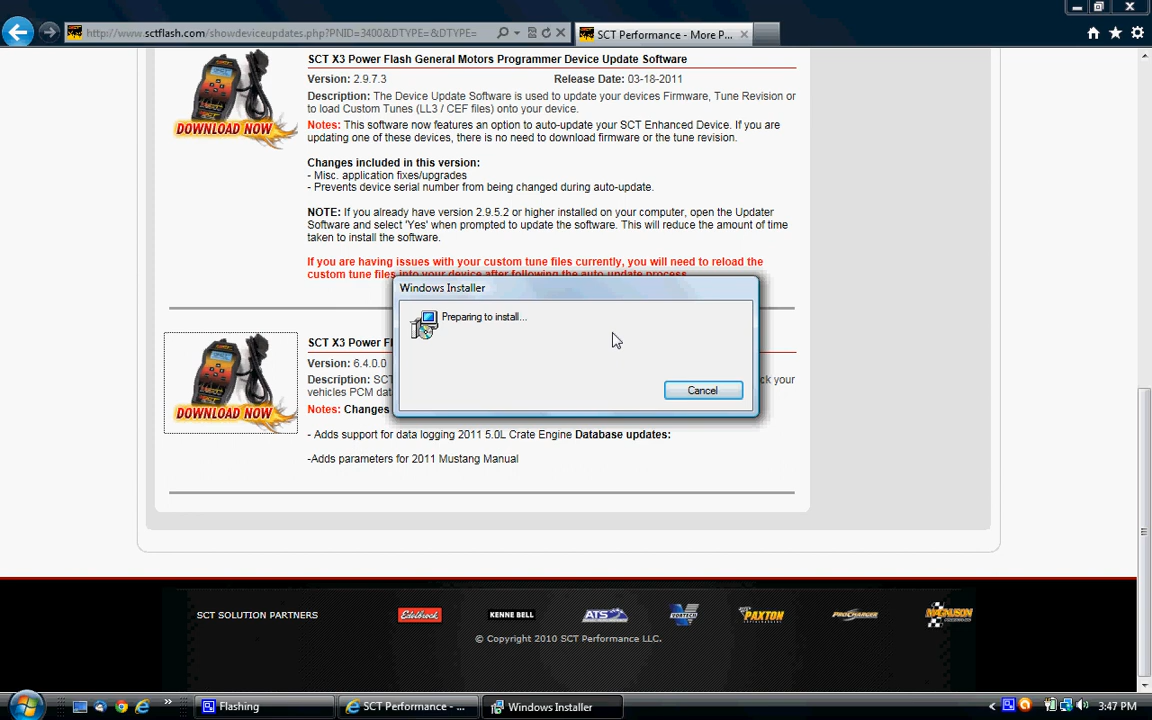 http://www.sctflash.com/showdeviceupdates.php?PNID=3400&DTYPE=&DTYPE=
SCT Performance - More P...
SCT X3 Power Flash General Motors Programmer Device Update Software
Version: 2.9.7.3 Release Date: 03-18-2011
Description: The Device Update Software is used to update your devices Firmware, Tune Revision or
to load Custom Tunes (LL3 / CEF files) onto your device.
DOWNLOAD NOW
Notes: This software now features an option to auto-update your SCT Enhanced Device. If you are
updating one of these devices, there is no need to download firmware or the tune revision.
Changes included in this version:
- Misc. application fixes/upgrades
- Prevents device serial number from being changed during auto-update.
NOTE: If you already have version 2.9.5.2 or higher installed on your computer, open the Updater
Software and select 'Yes' when prompted to update the software. This will reduce the amount of time
taken to install the software.
If you are having issues with your custom tune files currently, you will need to reload the
custom tune files into your device after following the auto update process.
Windows Installer
Preparing to install...
Cancel
SCT X3 Power Fl
Version: 6.4.0.0
Description: SCT
ck your
vehicles PCM dat
DOWNLOAD NOW
Notes: Changes
- Adds support for data logging 2011 5.0L Crate Engine Database updates:
-Adds parameters for 2011 Mustang Manual
SCT SOLUTION PARTNERS
Edelbrock
KENNE BELL
ATS
VORTECH
PAXTON
PROCHARGER
MAGNUSON
© Copyright 2010 SCT Performance LLC.
Flashing
SCT Performance - ...
Windows Installer
3:47 PM